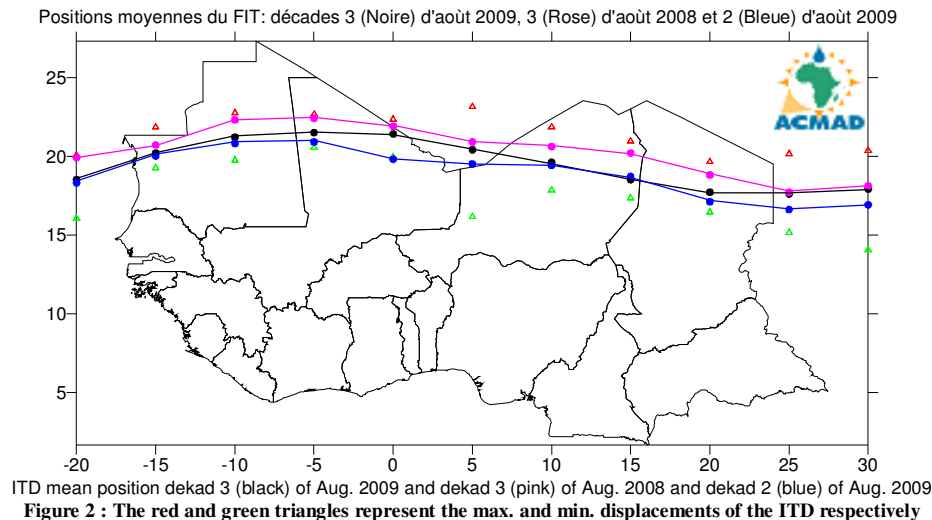 Positions moyennes du FIT: décades 3 (Noire) d'août 2009, 3 (Rose) d'août 2008 et 2 (Bleue) d'août 2009
25
20
15
10
5
ACMAD
-20 -15 -10 -5 0 5 10 15 20 25 30
ITD mean position dekad 3 (black) of Aug. 2009 and dekad 3 (pink) of Aug. 2008 and dekad 2 (blue) of Aug. 2009
Figure 2 : The red and green triangles represent the max. and min. displacements of the ITD respectively